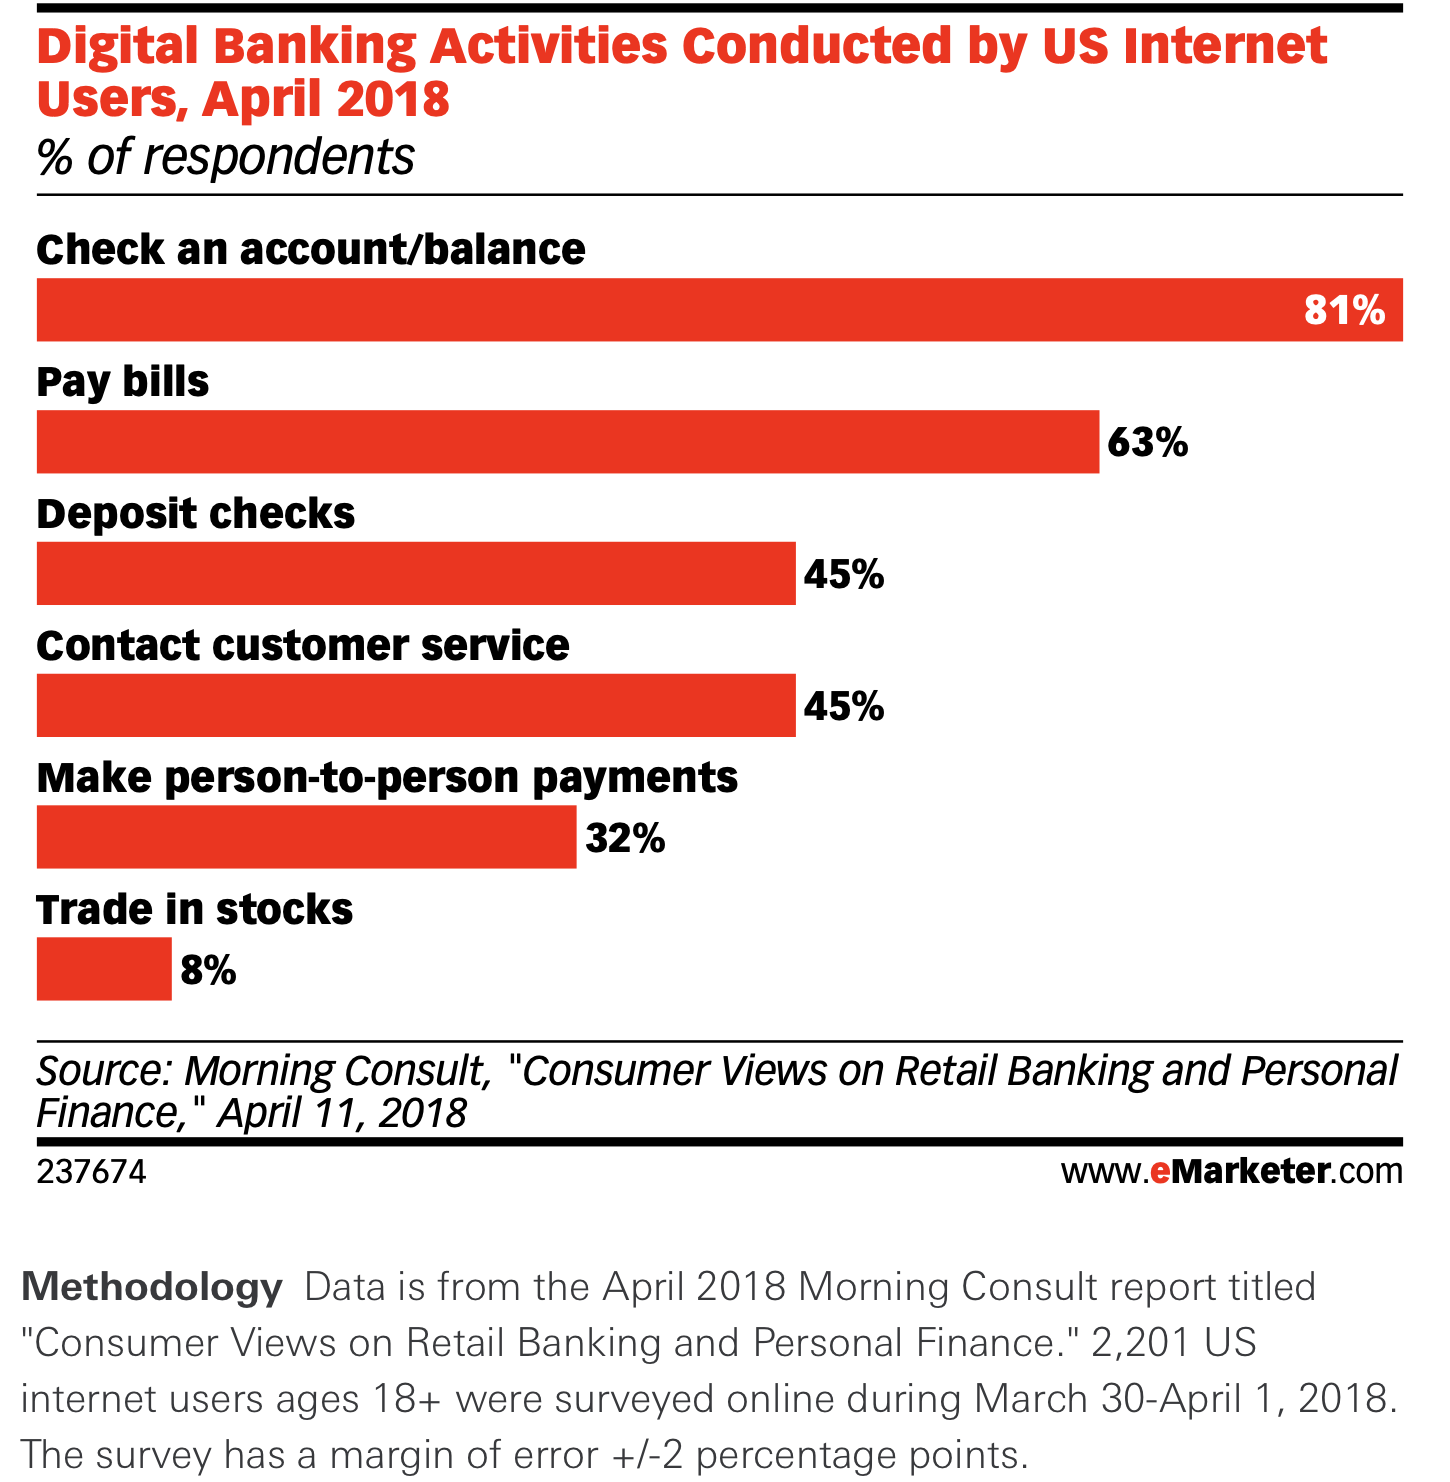 Digital Banking Activities Conducted by US Internet
Users, April 2018
% of respondents
Check an account/balance
81%
Pay bills
63%
Deposit checks
45%
Contact customer service
45%
Make person-to-person payments
32%
Trade in stocks
8%
Source: Morning Consult, "Consumer Views on Retail Banking and Personal
Finance," April 11, 2018
237674
www.eMarketer.com
Methodology Data is from the April 2018 Morning Consult report titled
"Consumer Views on Retail Banking and Personal Finance." 2,201 US
internet users ages 18+ were surveyed online during March 30-April 1, 2018.
The survey has a margin of error +/-2 percentage points.